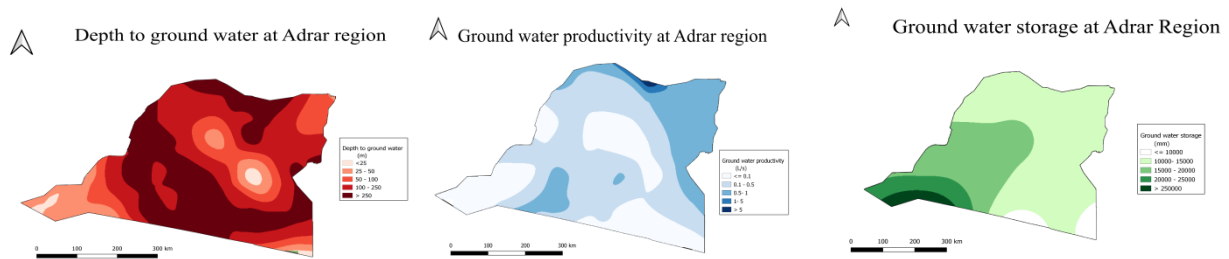 Depth to ground water at Adrar region
Depth to ground water
(m)
<25
25 - 50
50 - 100
100 - 250
> 250
0 100 200 300 km
Ground water productivity at Adrar region
Ground water productivity
(L/s)
<= 0.1
0.1 - 0.5
0.5- 1
1- 5
> 5
0 100 200 300 km
Ground water storage at Adrar Region
Ground water storage
(mm)
<= 10000
10000- 15000
15000 - 20000
20000 - 25000
> 250000
0 100 200 300 km